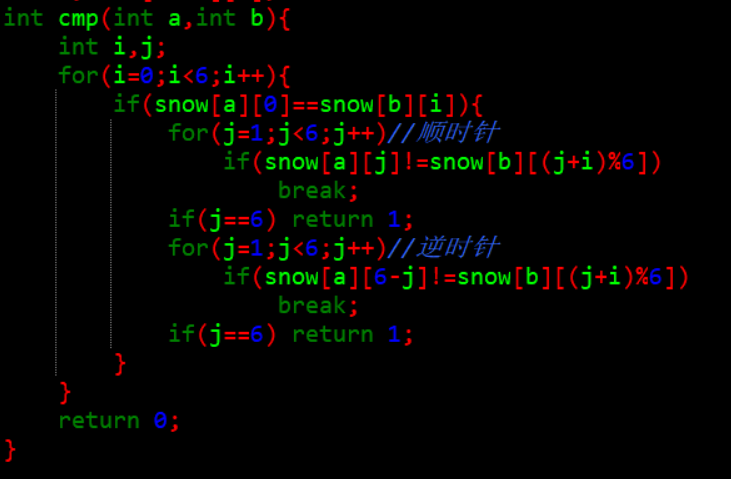 int cmp(int a,int b){
    int i,j;
    for(i=0;i<6;i++){
        if(snow[a][0]==snow[b][i]){
            for(j=1;j<6;j++)//顺时针
                if(snow[a][j]!=snow[b][(j+i)%6])
                    break;
            if(j==6) return 1;
            for(j=1;j<6;j++)//逆时针
                if(snow[a][6-j]!=snow[b][(j+i)%6])
                    break;
            if(j==6) return 1;
        }
    }
    return 0;
}